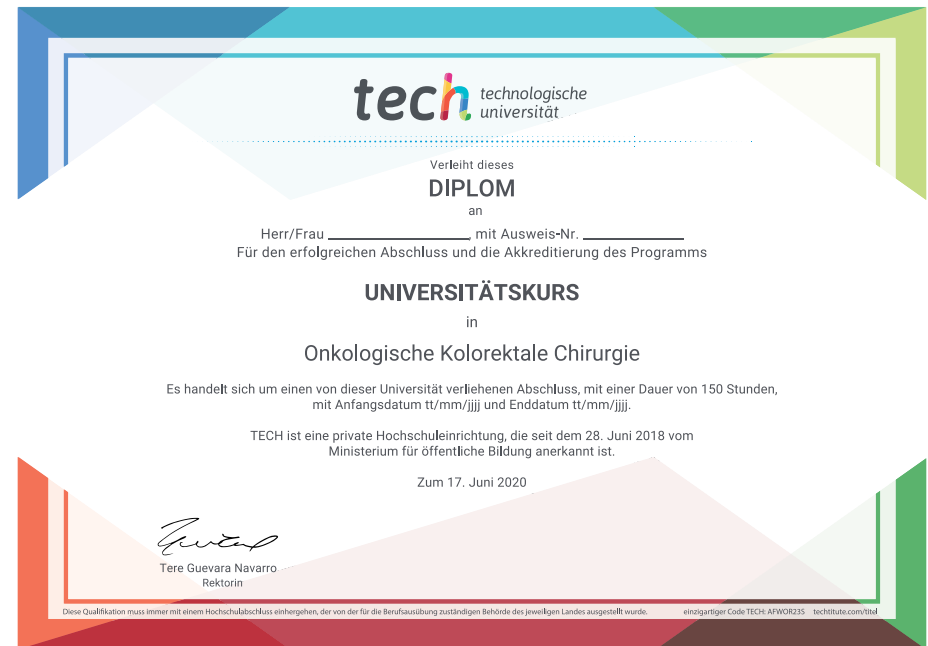 tech technologische
universität
Verleiht dieses
DIPLOM
an
Herr/Frau ____________________, mit Ausweis-Nr. ______________
Für den erfolgreichen Abschluss und die Akkreditierung des Programms
UNIVERSITÄTSKURS
in
Onkologische Kolorektale Chirurgie
Es handelt sich um einen von dieser Universität verliehenen Abschluss, mit einer Dauer von 150 Stunden,
mit Anfangsdatum tt/mm/jjjj und Enddatum tt/mm/jjjj.
TECH ist eine private Hochschuleinrichtung, die seit dem 28. Juni 2018 vom
Ministerium für öffentliche Bildung anerkannt ist.
Zum 17. Juni 2020
Tere Guevara Navarro
Rektorin
Diese Qualifikation muss immer mit einem Hochschulabschluss einhergehen, der von der für die Berufsausübung zuständigen Behörde des jeweiligen Landes ausgestellt wurde. einzigartiger Code TECH: AFWOR23S techtitute.com/titel